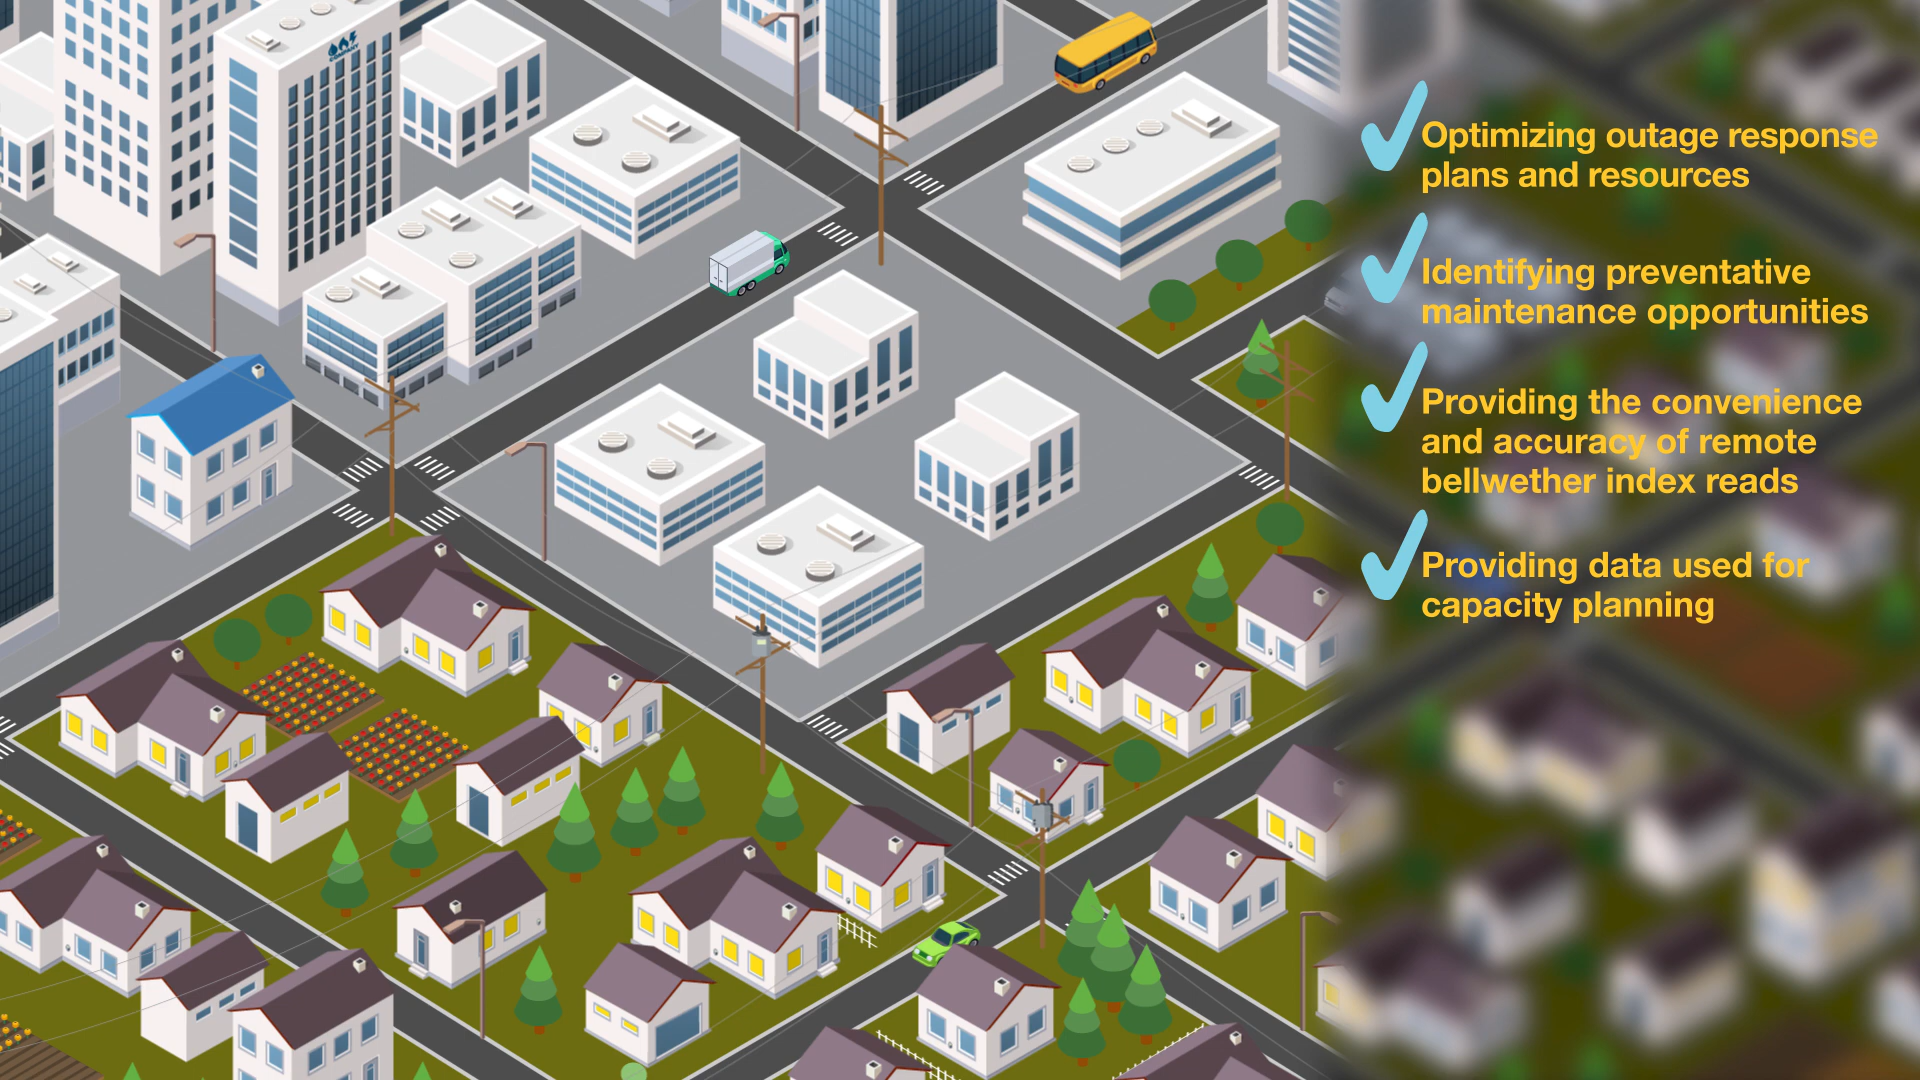 Optimizing outage response
plans and resources
Identifying preventative
maintenance opportunities
Providing the convenience
and accuracy of remote
bellwether index reads
Providing data used for
capacity planning